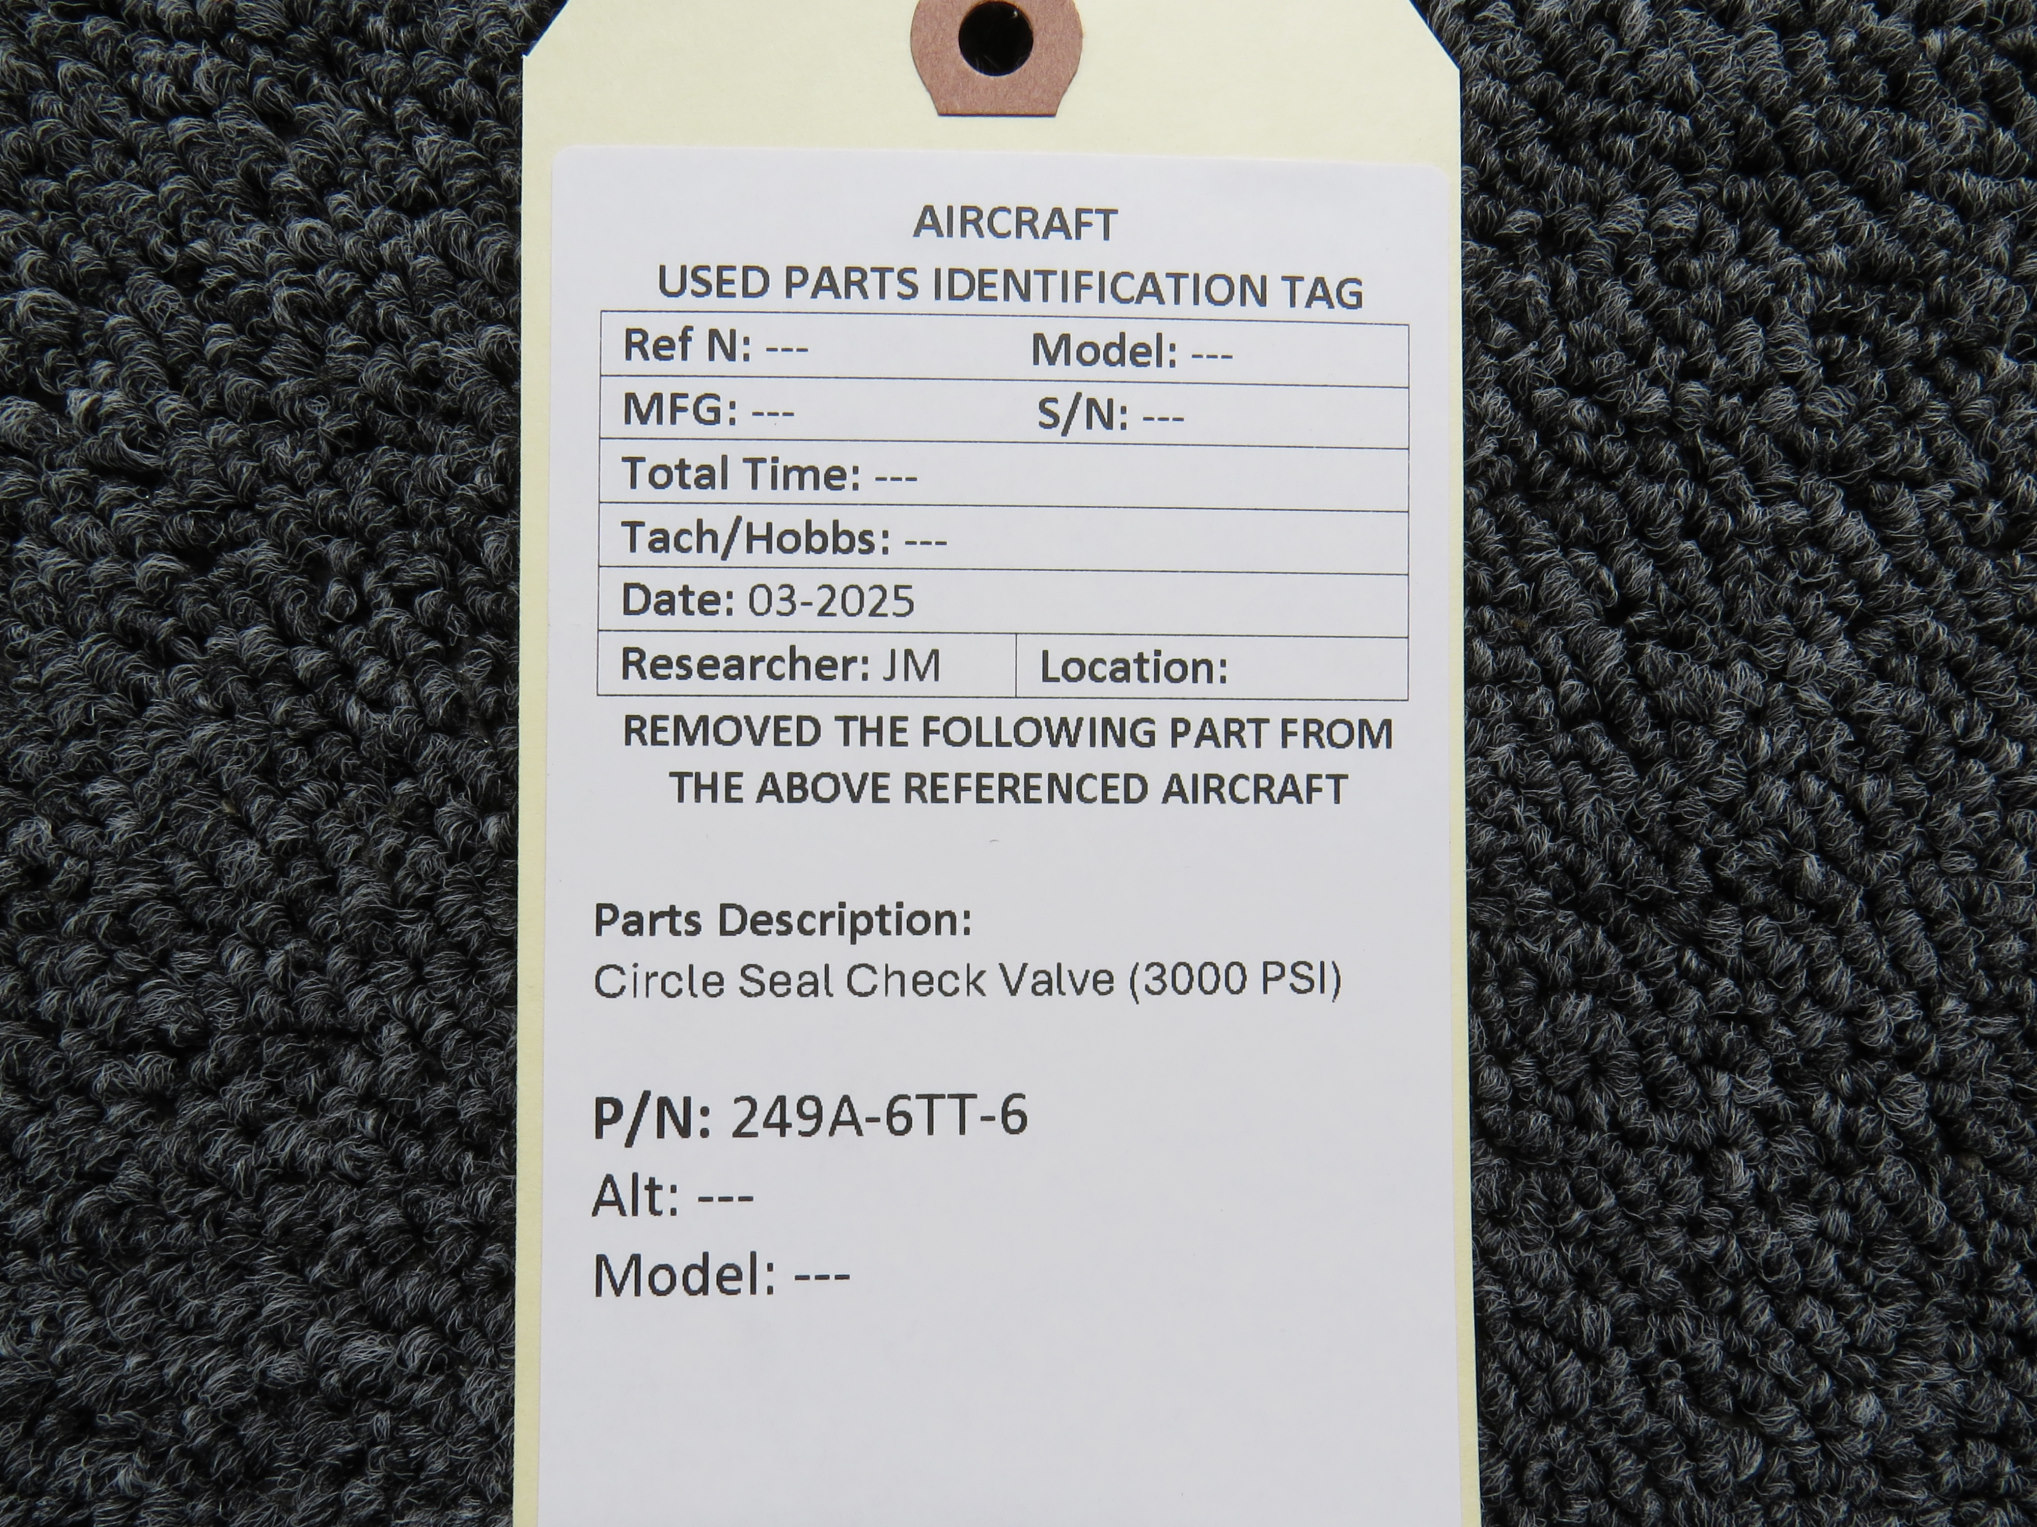 AIRCRAFT
USED PARTS IDENTIFICATION TAG
Ref N: --- Model: ---
MFG: --- S/N: ---
Total Time: ---
Tach/Hobbs: ---
Date: 03-2025
Researcher: JM Location:
REMOVED THE FOLLOWING PART FROM
THE ABOVE REFERENCED AIRCRAFT
Parts Description:
Circle Seal Check Valve (3000 PSI)
P/N: 249A-6TT-6
Alt: ---
Model: ---